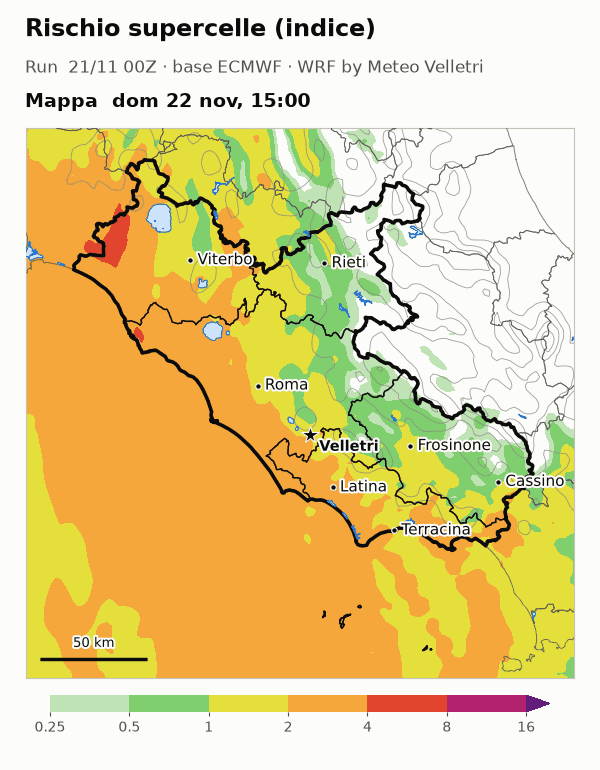 Rischio supercelle (indice)
Run  21/11 00Z · base ECMWF · WRF by Meteo Velletri
Mappa  dom 22 nov, 15:00
Viterbo
Rieti
Roma
Velletri
Frosinone
Cassino
Latina
Terracina
50 km
0.25 0.5 1 2 4 8 16